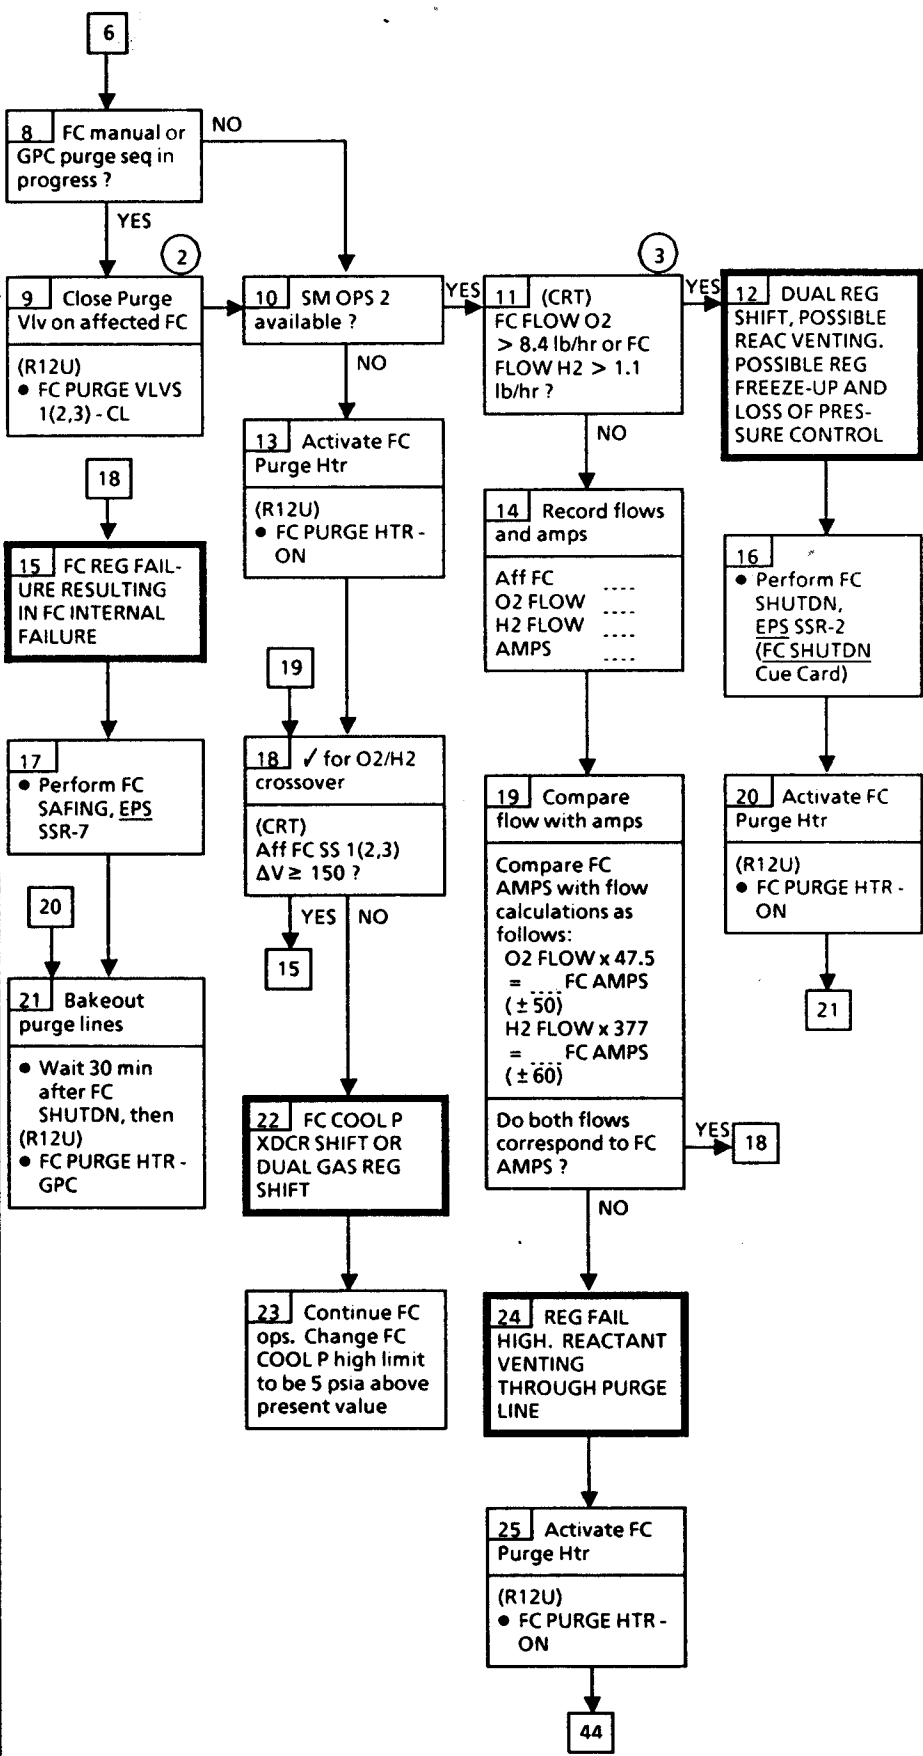 6
8 FC manual or
GPC purge seq in
progress ?
NO
YES
2
9 Close Purge
Vlv on affected FC
(R12U)
● FC PURGE VLVS
1(2,3) - CL
10 SM OPS 2
available ?
YES
NO
3
11 (CRT)
FC FLOW O2
> 8.4 lb/hr or FC
FLOW H2 > 1.1
lb/hr ?
YES
NO
12 DUAL REG
SHIFT, POSSIBLE
REAC VENTING.
POSSIBLE REG
FREEZE-UP AND
LOSS OF PRES-
SURE CONTROL
13 Activate FC
Purge Htr
(R12U)
● FC PURGE HTR -
ON
14 Record flows
and amps
Aff FC ....
O2 FLOW ....
H2 FLOW ....
AMPS ....
18
15 FC REG FAIL-
URE RESULTING
IN FC INTERNAL
FAILURE
16
● Perform FC
SHUTDN,
EPS SSR-2
(FC SHUTDN
Cue Card)
17
● Perform FC
SAFING, EPS
SSR-7
19
18 ✓ for O2/H2
crossover
(CRT)
Aff FC SS 1(2,3)
ΔV ≥ 150 ?
YES
NO
15
19 Compare
flow with amps
Compare FC
AMPS with flow
calculations as
follows:
O2 FLOW x 47.5
= .... FC AMPS
(± 50)
H2 FLOW x 377
= .... FC AMPS
(± 60)
Do both flows
correspond to FC
AMPS ?
YES
18
NO
20 Activate FC
Purge Htr
(R12U)
● FC PURGE HTR -
ON
21
20
21 Bakeout
purge lines
● Wait 30 min
after FC
SHUTDN, then
(R12U)
● FC PURGE HTR -
GPC
22 FC COOL P
XDCR SHIFT OR
DUAL GAS REG
SHIFT
23 Continue FC
ops. Change FC
COOL P high limit
to be 5 psia above
present value
24 REG FAIL
HIGH. REACTANT
VENTING
THROUGH PURGE
LINE
25 Activate FC
Purge Htr
(R12U)
● FC PURGE HTR -
ON
44